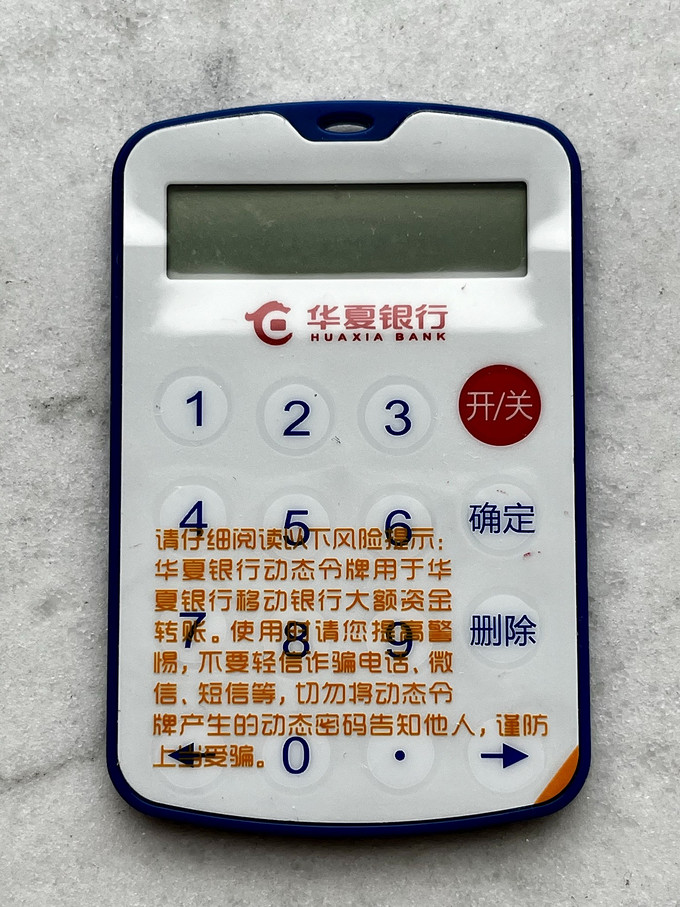 华夏银行
HUAXIA BANK
1 2 3 开/关
4 5 6 确定
请仔细阅读以下风险提示：
华夏银行动态令牌用于华
夏银行移动银行大额资金
转账。使用时请您提高警
7 8 9 删除
惕，不要轻信诈骗电话、微
信、短信等，切勿将动态令
牌产生的动态密码告知他人，谨防
上当受骗。
← 0 · →